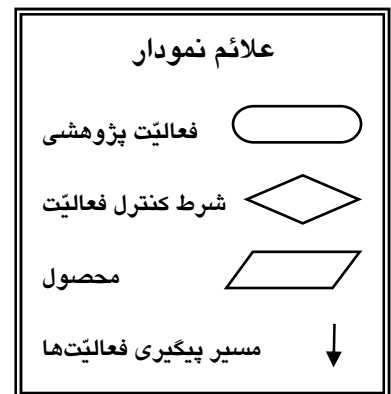 علائم نمودار
فعالیّت پژوهشی
شرط کنترل فعالیّت
محصول
مسیر پیگیری فعالیّت‌ها